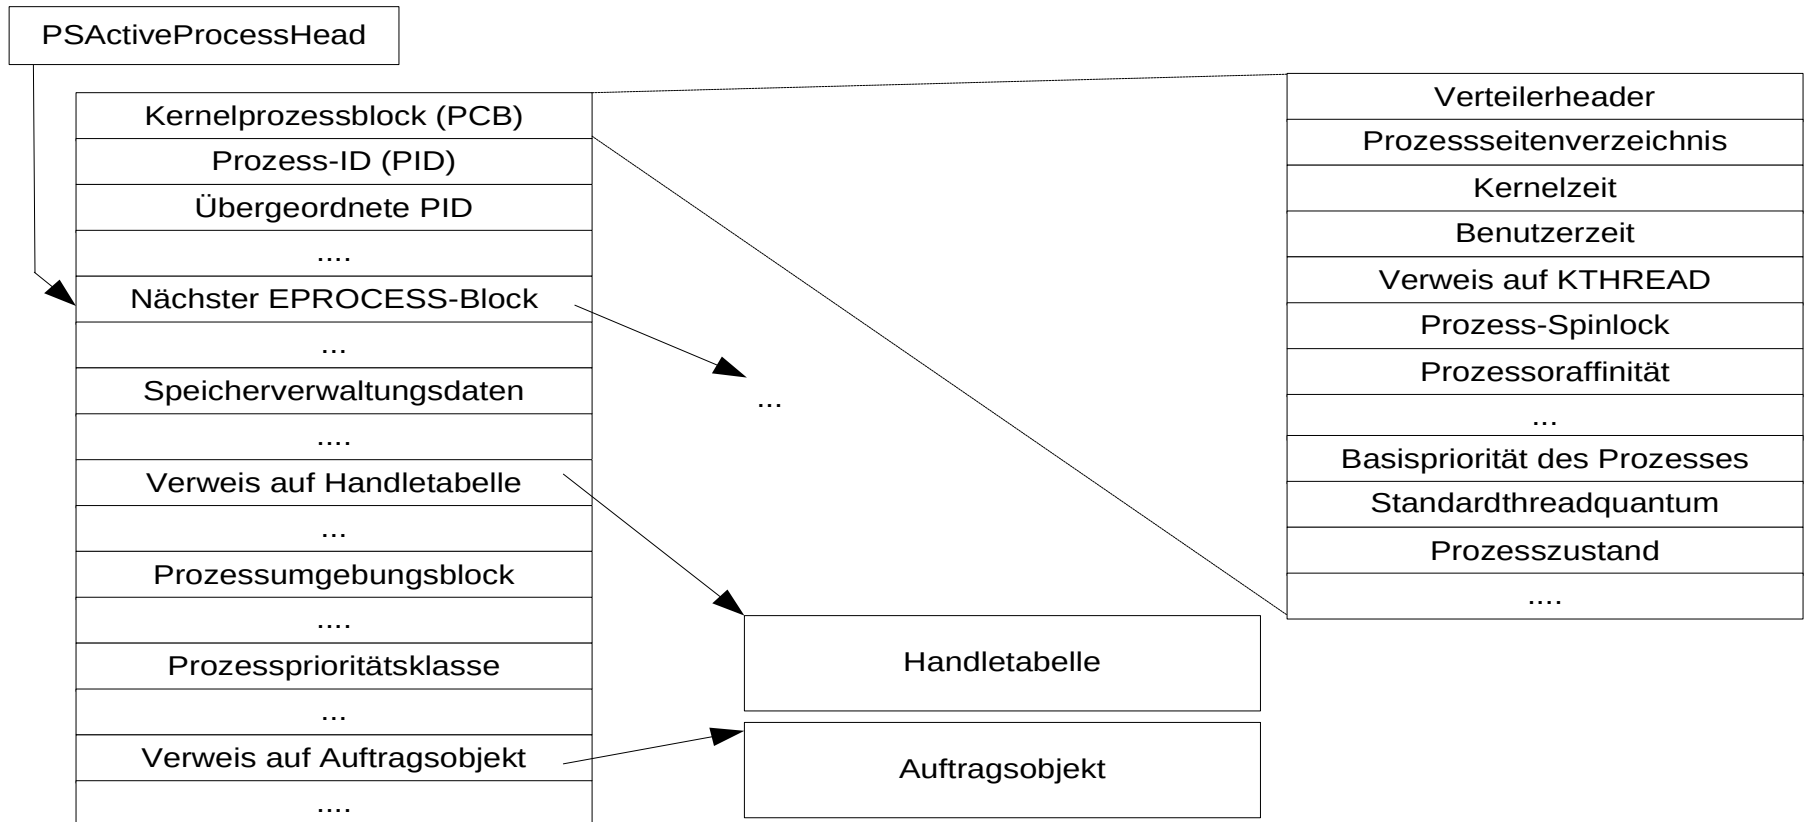 PSActiveProcessHead
Kernelprozessblock (PCB)
Prozess-ID (PID)
Übergeordnete PID
....
Nächster EPROCESS-Block
...
Speicherverwaltungsdaten
....
Verweis auf Handletabelle
...
Prozessumgebungsblock
....
Prozessprioritätsklasse
...
Verweis auf Auftragsobjekt
....
...
Handletabelle
Auftragsobjekt
Verteilerheader
Prozessseitenverzeichnis
Kernelzeit
Benutzerzeit
Verweis auf KTHREAD
Prozess-Spinlock
Prozessoraffinität
...
Basispriorität des Prozesses
Standardthreadquantum
Prozesszustand
....